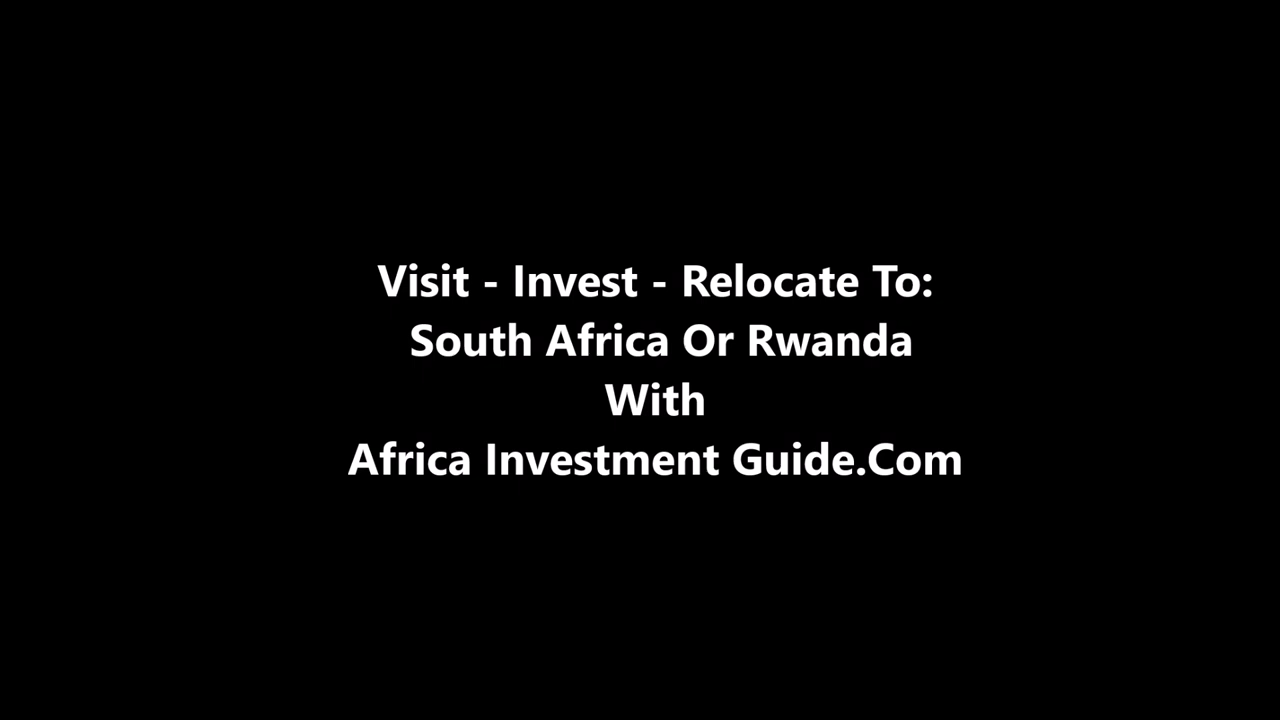 Visit - Invest - Relocate To:
South Africa Or Rwanda
With
Africa Investment Guide.Com